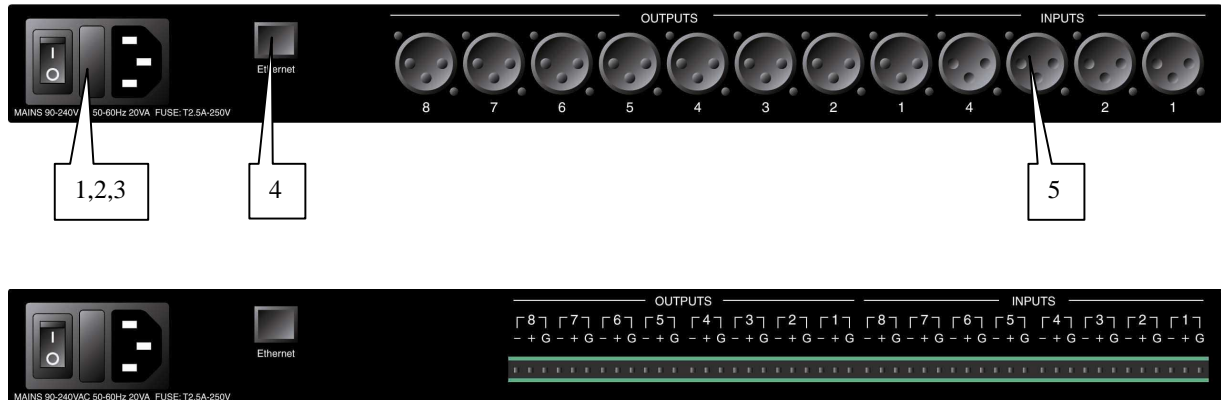 OUTPUTS INPUTS
Ethernet
8 7 6 5 4 3 2 1 4 2 1
MAINS 90-240V 50-60Hz 20VA FUSE: T2.5A-250V
1,2,3 4 5
OUTPUTS INPUTS
8 7 6 5 4 3 2 1 8 7 6 5 4 3 2 1
- + G - + G - + G - + G - + G - + G - + G - + G - + G - + G - + G - + G - + G - + G - + G - + G
Ethernet
MAINS 90-240VAC 50-60Hz 20VA FUSE: T2.5A-250V